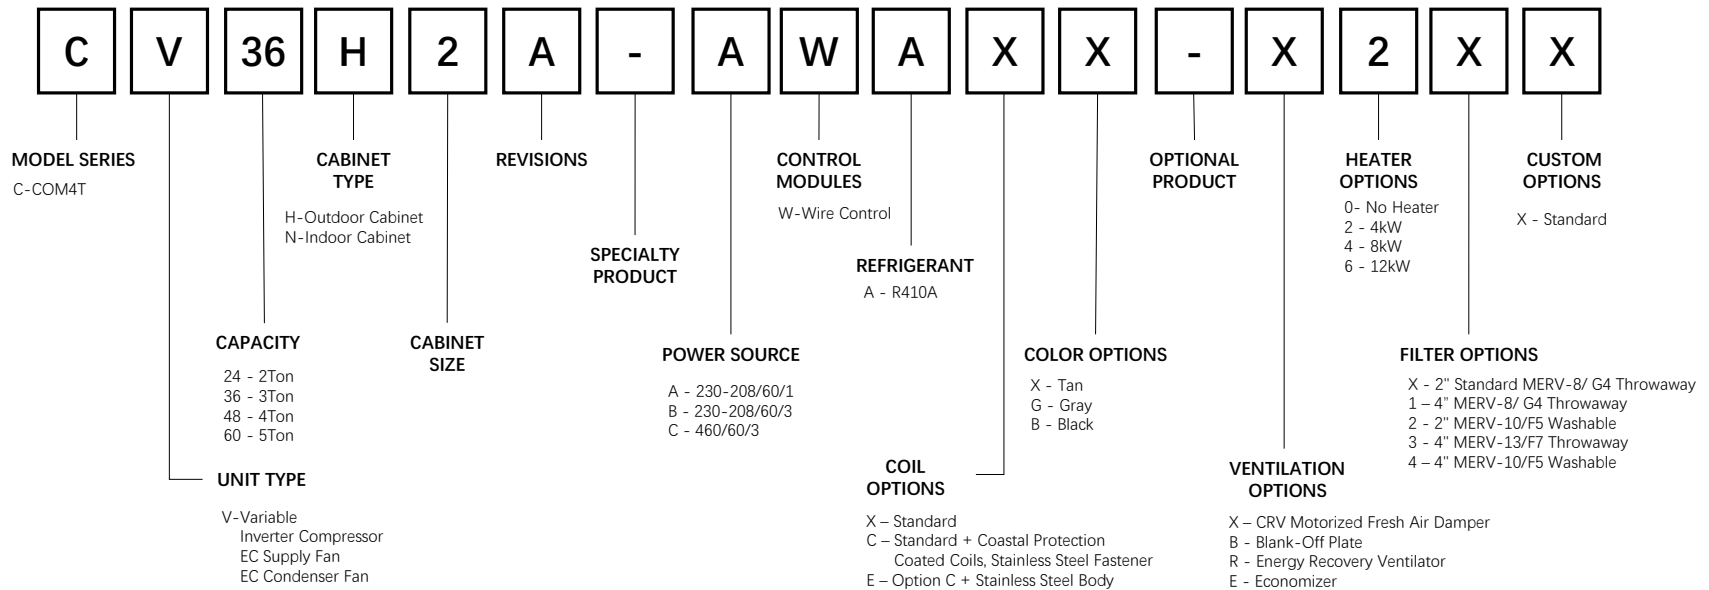 C V 36 H 2 A - A W A X X - X 2 X X
MODEL SERIES
C-COM4T
CABINET
TYPE
H-Outdoor Cabinet
N-Indoor Cabinet
REVISIONS
CONTROL
MODULES
W-Wire Control
OPTIONAL
PRODUCT
HEATER
OPTIONS
0- No Heater
2 - 4kW
4 - 8kW
6 - 12kW
CUSTOM
OPTIONS
X - Standard
SPECIALTY
PRODUCT
REFRIGERANT
A - R410A
CAPACITY
24 - 2Ton
36 - 3Ton
48 - 4Ton
60 - 5Ton
CABINET
SIZE
POWER SOURCE
A - 230-208/60/1
B - 230-208/60/3
C - 460/60/3
COLOR OPTIONS
X - Tan
G - Gray
B - Black
FILTER OPTIONS
X - 2" Standard MERV-8/ G4 Throwaway
1 – 4" MERV-8/ G4 Throwaway
2 - 2" MERV-10/F5 Washable
3 - 4" MERV-13/F7 Throwaway
4 – 4" MERV-10/F5 Washable
UNIT TYPE
V-Variable
Inverter Compressor
EC Supply Fan
EC Condenser Fan
COIL
OPTIONS
X – Standard
C – Standard + Coastal Protection
Coated Coils, Stainless Steel Fastener
E – Option C + Stainless Steel Body
VENTILATION
OPTIONS
X – CRV Motorized Fresh Air Damper
B - Blank-Off Plate
R - Energy Recovery Ventilator
E - Economizer